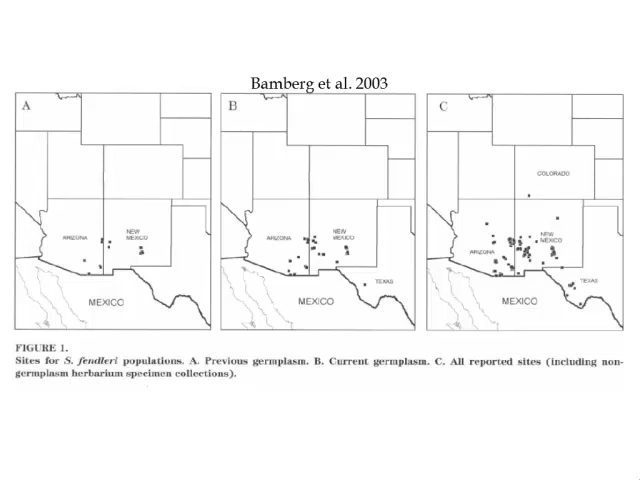 Bamberg et al. 2003
A
B
C
COLORADO
ARIZONA
NEW
MEXICO
ARIZONA
NEW
MEXICO
ARIZONA
NEW
MEXICO
TEXAS
TEXAS
MEXICO
MEXICO
MEXICO
FIGURE 1.
Sites for S. fendleri populations. A. Previous germplasm. B. Current germplasm. C. All reported sites (including non-
germplasm herbarium specimen collections).